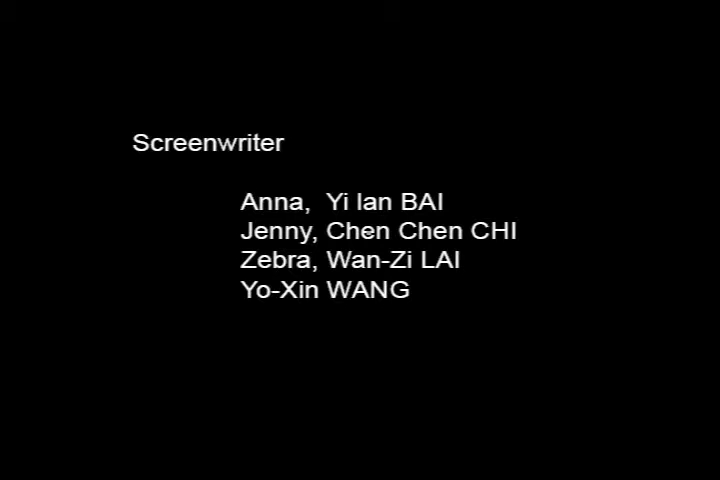 Screenwriter
Anna, Yi lan BAI
Jenny, Chen Chen CHI
Zebra, Wan-Zi LAI
Yo-Xin WANG